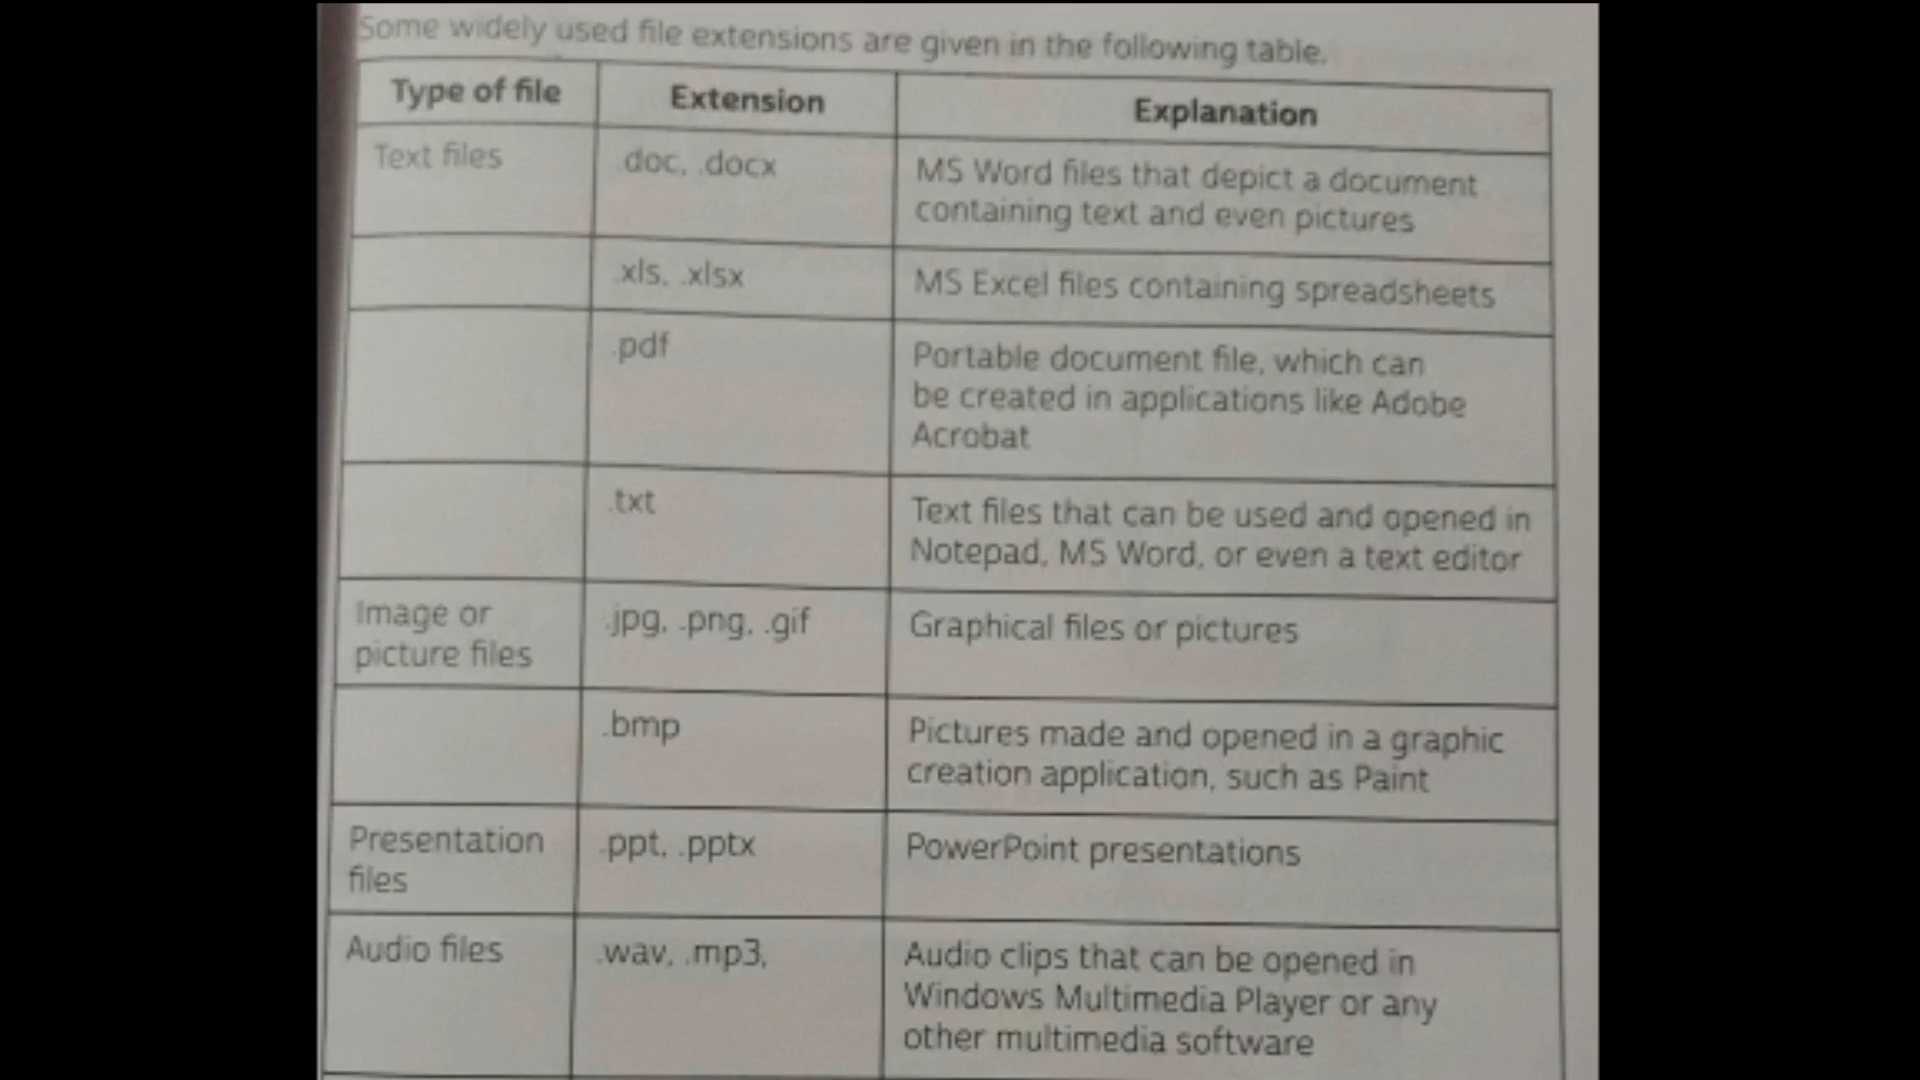 Some widely used file extensions are given in the following table.
Type of file Extension Explanation
Text files .doc, .docx MS Word files that depict a document
containing text and even pictures
.xls, .xlsx MS Excel files containing spreadsheets
.pdf Portable document file, which can
be created in applications like Adobe
Acrobat
.txt Text files that can be used and opened in
Notepad, MS Word, or even a text editor
Image or
picture files .jpg, .png, .gif Graphical files or pictures
.bmp Pictures made and opened in a graphic
creation application, such as Paint
Presentation
files .ppt, .pptx PowerPoint presentations
Audio files .wav, .mp3, Audio clips that can be opened in
Windows Multimedia Player or any
other multimedia software